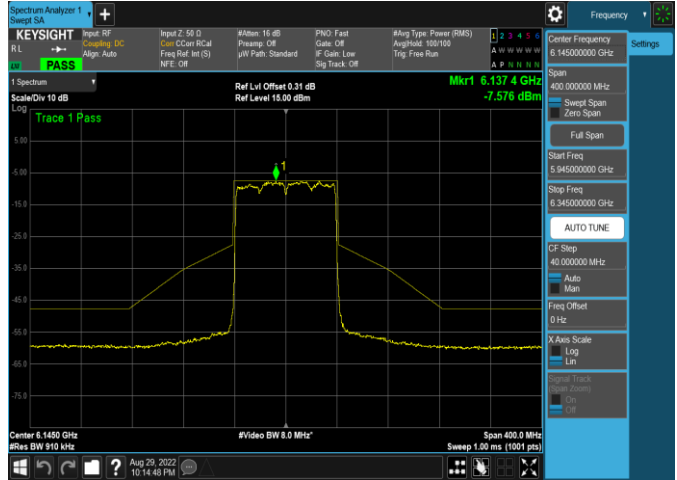 Spectrum Analyzer 1
Swept SA
Frequency
KEYSIGHT
RL
PASS
Input: RF
Coupling: DC
Align: Auto
Input Z: 50 Ω
Corr CCorr RCal
Freq Ref: Int (S)
NFE: Off
#Atten: 16 dB
Preamp: Off
µW Path: Standard
PNO: Fast
Gate: Off
IF Gain: Low
Sig Track: Off
#Avg Type: Power (RMS)
Avg|Hold: 100/100
Trig: Free Run
1 2 3 4 5 6
A W W W W W
A P N N N N
1 Spectrum
Scale/Div 10 dB
Ref Lvl Offset 0.31 dB
Ref Level 15.00 dBm
Mkr1 6.137 4 GHz
-7.576 dBm
Log
Trace 1 Pass
1
5.00
-5.00
-15.0
-25.0
-35.0
-45.0
-55.0
-65.0
-75.0
Center 6.1450 GHz
#Res BW 910 kHz
#Video BW 8.0 MHz*
Span 400.0 MHz
Sweep 1.00 ms (1001 pts)
Aug 29, 2022
10:14:48 PM
Settings
Center Frequency
6.145000000 GHz
Span
400.000000 MHz
Swept Span
Zero Span
Full Span
Start Freq
5.945000000 GHz
Stop Freq
6.345000000 GHz
AUTO TUNE
CF Step
40.000000 MHz
Auto
Man
Freq Offset
0 Hz
X Axis Scale
Log
Lin
Signal Track
(Span Zoom)
On
Off